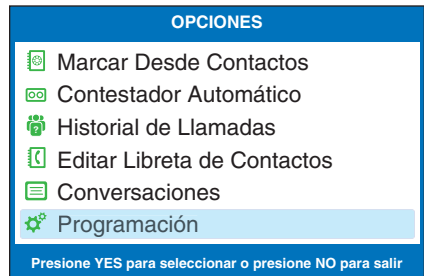 OPCIONES
Marcar Desde Contactos
Contestador Automático
Historial de Llamadas
Editar Libreta de Contactos
Conversaciones
Programación
Presione YES para seleccionar o presione NO para salir